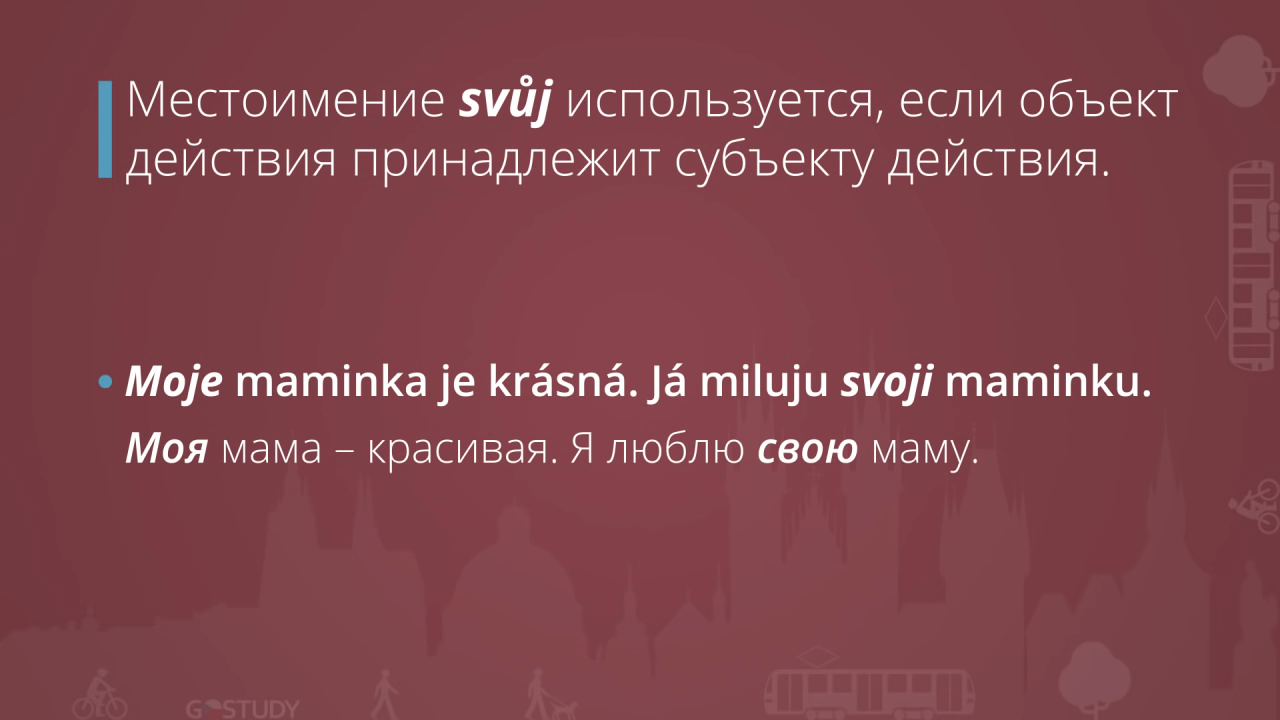 Местоимение svůj используется, если объект
действия принадлежит субъекту действия.
Moje maminka je krásná. Já miluju svoji maminku.
Моя мама – красивая. Я люблю свою маму.
GOSTUDY